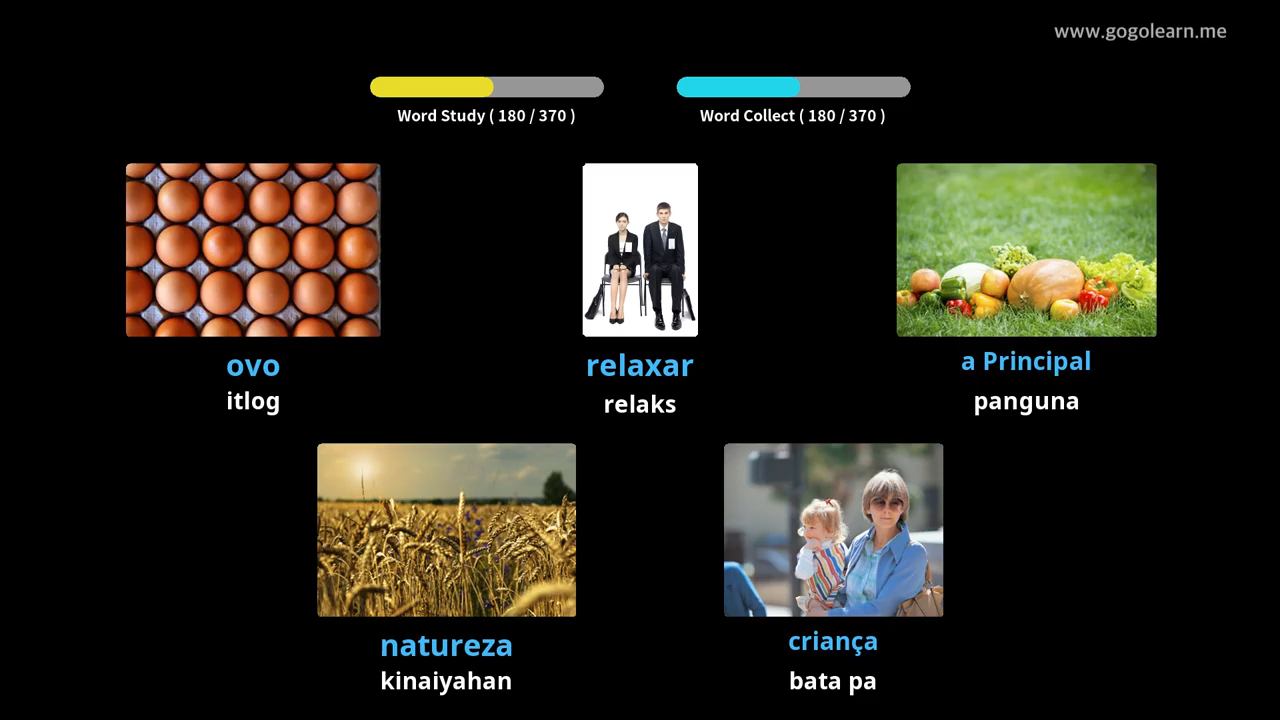 www.gogolearn.me
Word Study ( 180 / 370 )
Word Collect ( 180 / 370 )
ovo
itlog
relaxar
relaks
a Principal
panguna
natureza
kinaiyahan
criança
bata pa